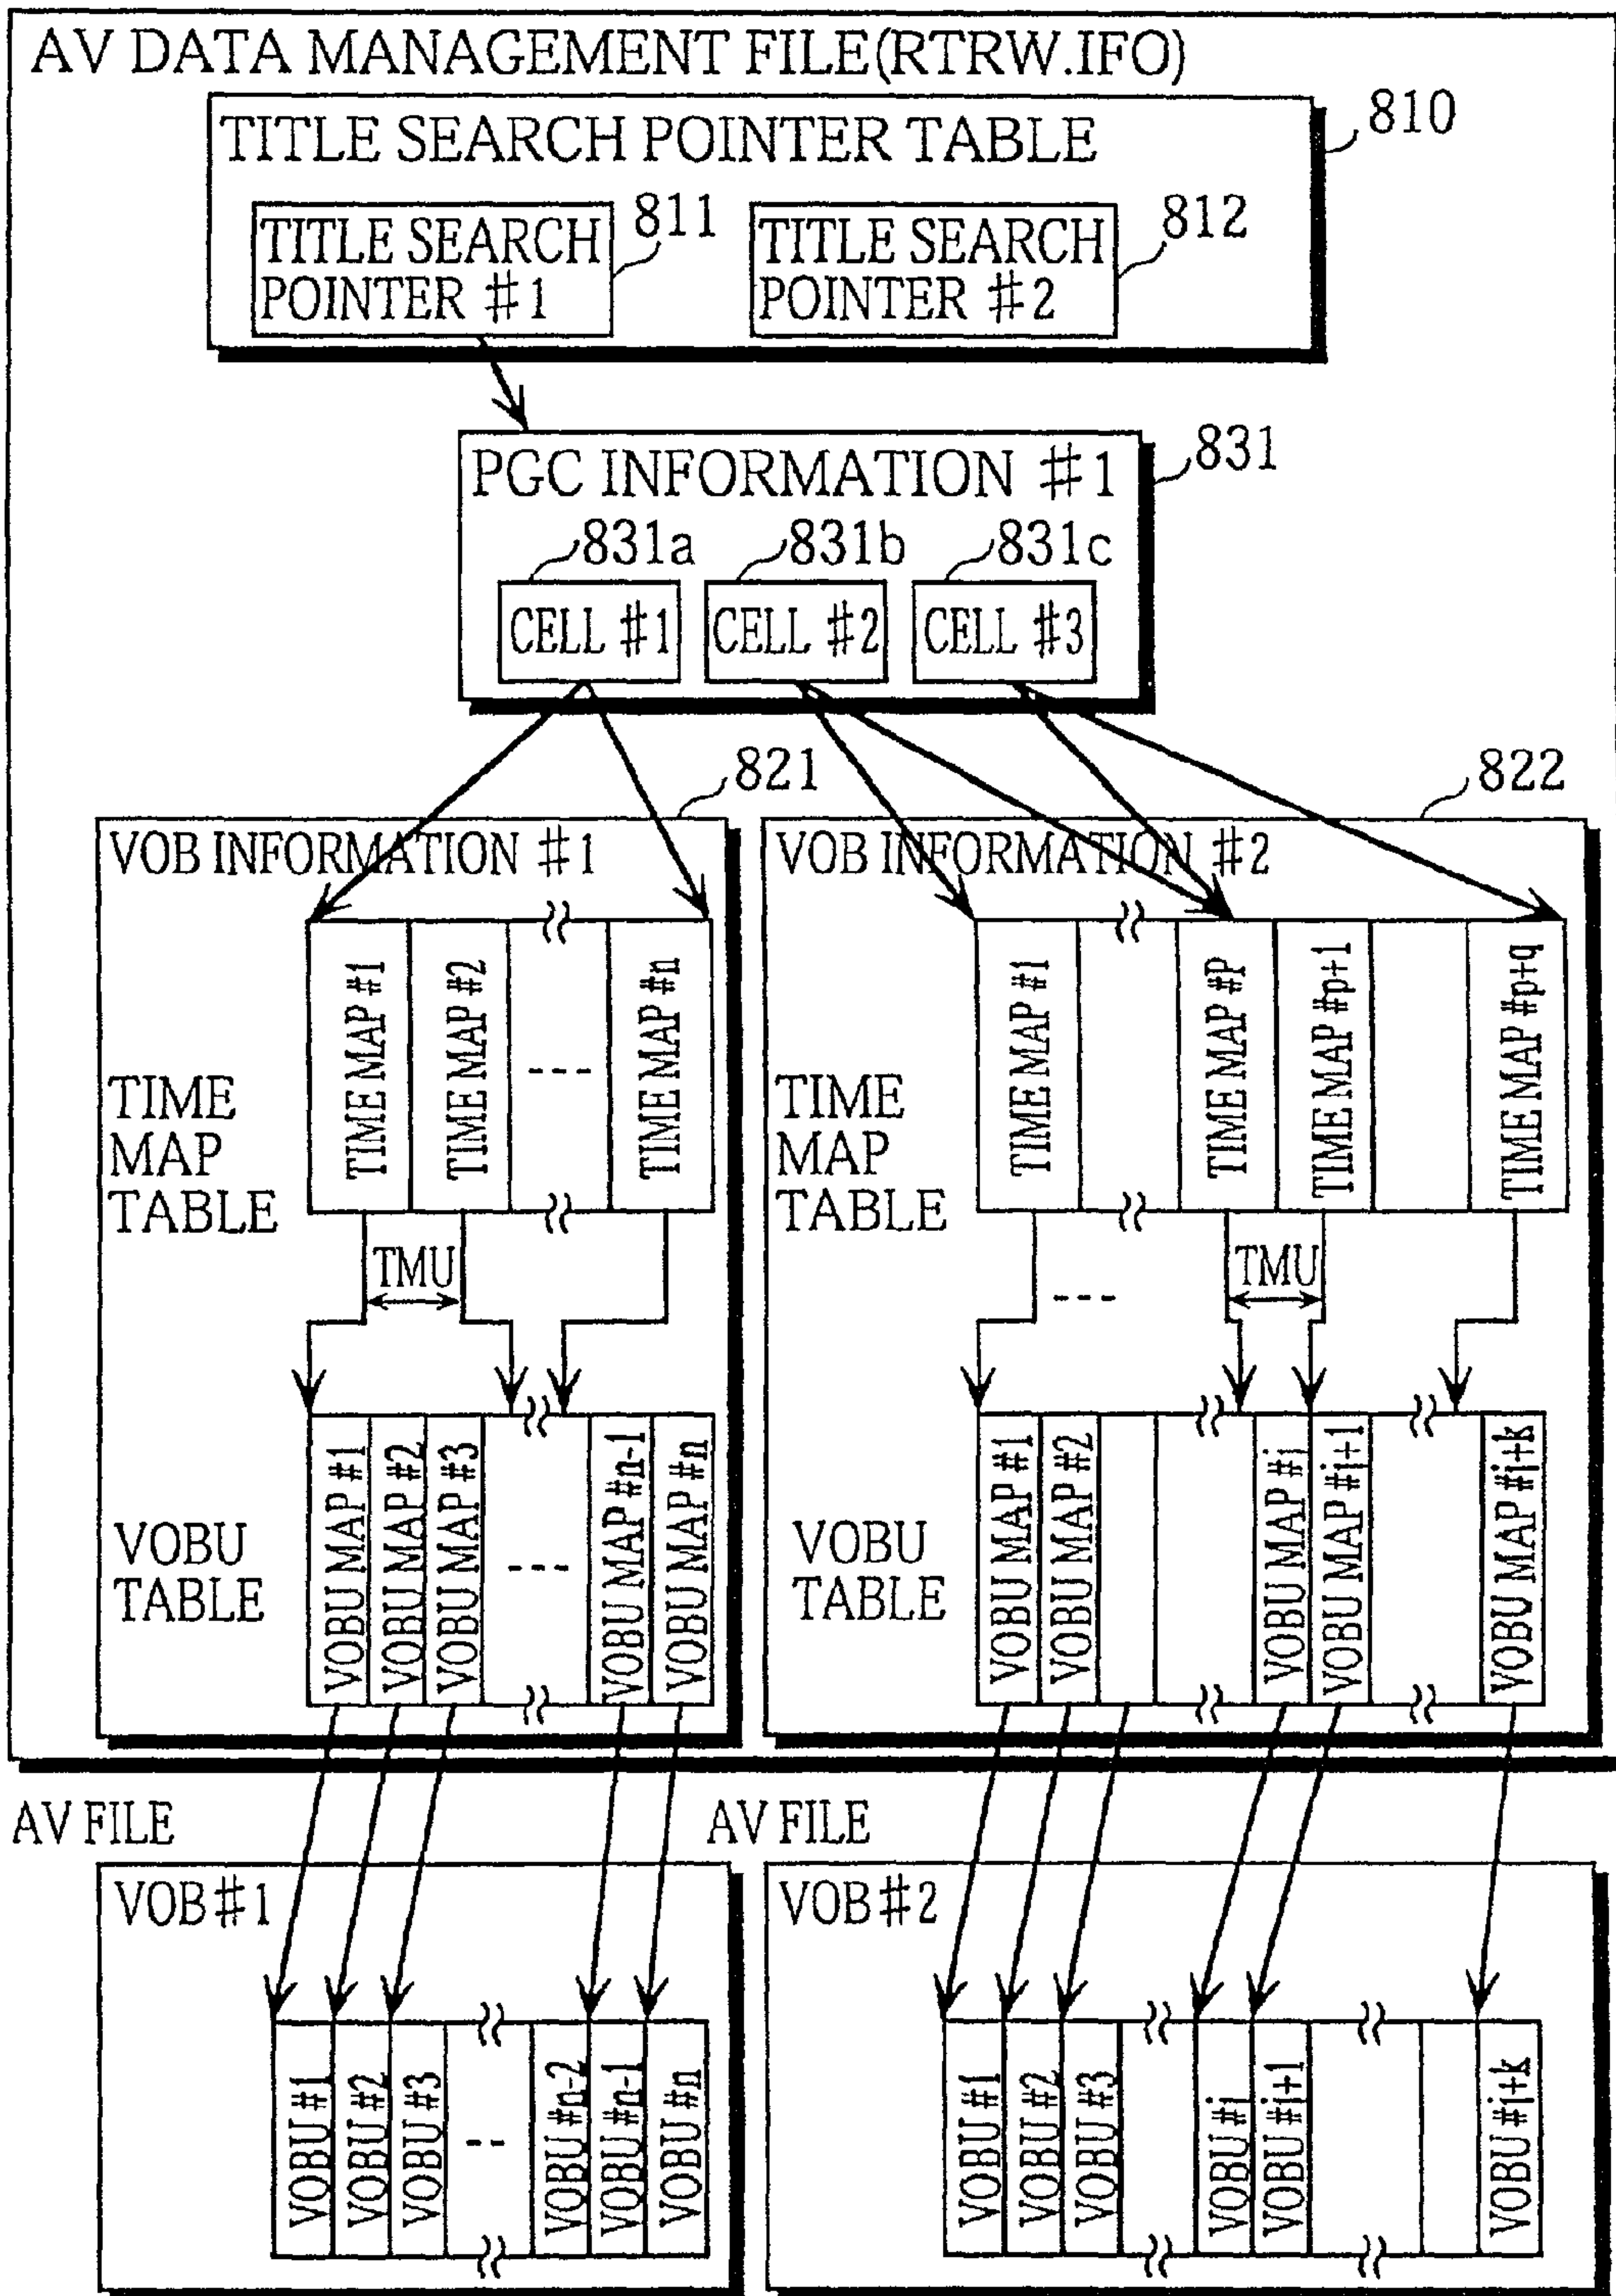 AV DATA MANAGEMENT FILE(RTRW.IFO)
TITLE SEARCH POINTER TABLE
810
TITLE SEARCH
POINTER #1
811
TITLE SEARCH
POINTER #2
812
PGC INFORMATION #1
831
831a
831b
831c
CELL #1
CELL #2
CELL #3
821
VOB INFORMATION #1
TIME
MAP
TABLE
TIME MAP #1
TIME MAP #2
---
TIME MAP #n
TMU
VOBU
TABLE
VOBU MAP #1
VOBU MAP #2
VOBU MAP #3
---
VOBU MAP #n-1
VOBU MAP #n
822
VOB INFORMATION #2
TIME
MAP
TABLE
TIME MAP #1
TIME MAP #P
TIME MAP #p+1
TIME MAP #p+q
---
TMU
VOBU
TABLE
VOBU MAP #1
VOBU MAP #2
VOBU MAP #i
VOBU MAP #i+1
VOBU MAP #i+k
AV FILE
VOB#1
VOBU #1
VOBU #2
VOBU #3
--
VOBU #n-2
VOBU #n-1
VOBU #n
AV FILE
VOB#2
VOBU #1
VOBU #2
VOBU #3
VOBU #i
VOBU #i+1
VOBU #i+k